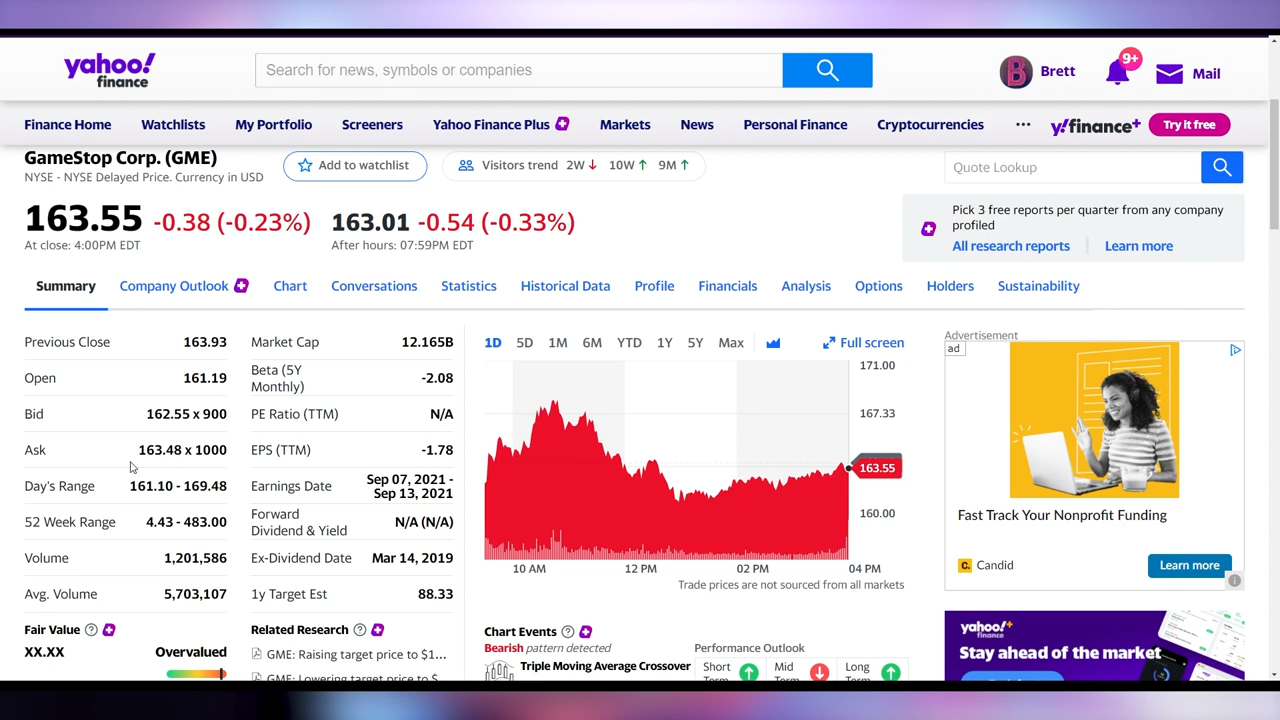 yahoo!
finance
Search for news, symbols or companies
B
Brett
9+
Mail
Finance Home
Watchlists
My Portfolio
Screeners
Yahoo Finance Plus
Markets
News
Personal Finance
Cryptocurrencies
...
y!finance+
Try it free
GameStop Corp. (GME)
NYSE - NYSE Delayed Price. Currency in USD
Add to watchlist
Visitors trend 2W 10W 9M
Quote Lookup
163.55 -0.38 (-0.23%)
At close: 4:00PM EDT
163.01 -0.54 (-0.33%)
After hours: 07:59PM EDT
Pick 3 free reports per quarter from any company
profiled
All research reports
Learn more
Summary
Company Outlook
Chart
Conversations
Statistics
Historical Data
Profile
Financials
Analysis
Options
Holders
Sustainability
Previous Close 163.93
Open 161.19
Bid 162.55 x 900
Ask 163.48 x 1000
Day's Range 161.10 - 169.48
52 Week Range 4.43 - 483.00
Volume 1,201,586
Avg. Volume 5,703,107
Fair Value
XX.XX Overvalued
Market Cap 12.165B
Beta (5Y
Monthly) -2.08
PE Ratio (TTM) N/A
EPS (TTM) -1.78
Earnings Date Sep 07, 2021 -
Sep 13, 2021
Forward
Dividend & Yield N/A (N/A)
Ex-Dividend Date Mar 14, 2019
1y Target Est 88.33
Related Research
GME: Raising target price to $1...
GME: Lowering target price to $
1D 5D 1M 6M YTD 1Y 5Y Max
Full screen
171.00
167.33
163.55
160.00
10 AM 12 PM 02 PM 04 PM
Trade prices are not sourced from all markets
Chart Events
Bearish pattern detected
Triple Moving Average Crossover
Performance Outlook
Short
Term
Mid
Term
Long
Term
Advertisement
ad
Fast Track Your Nonprofit Funding
C. Candid
Learn more
yahoo!+
finance
Stay ahead of the market